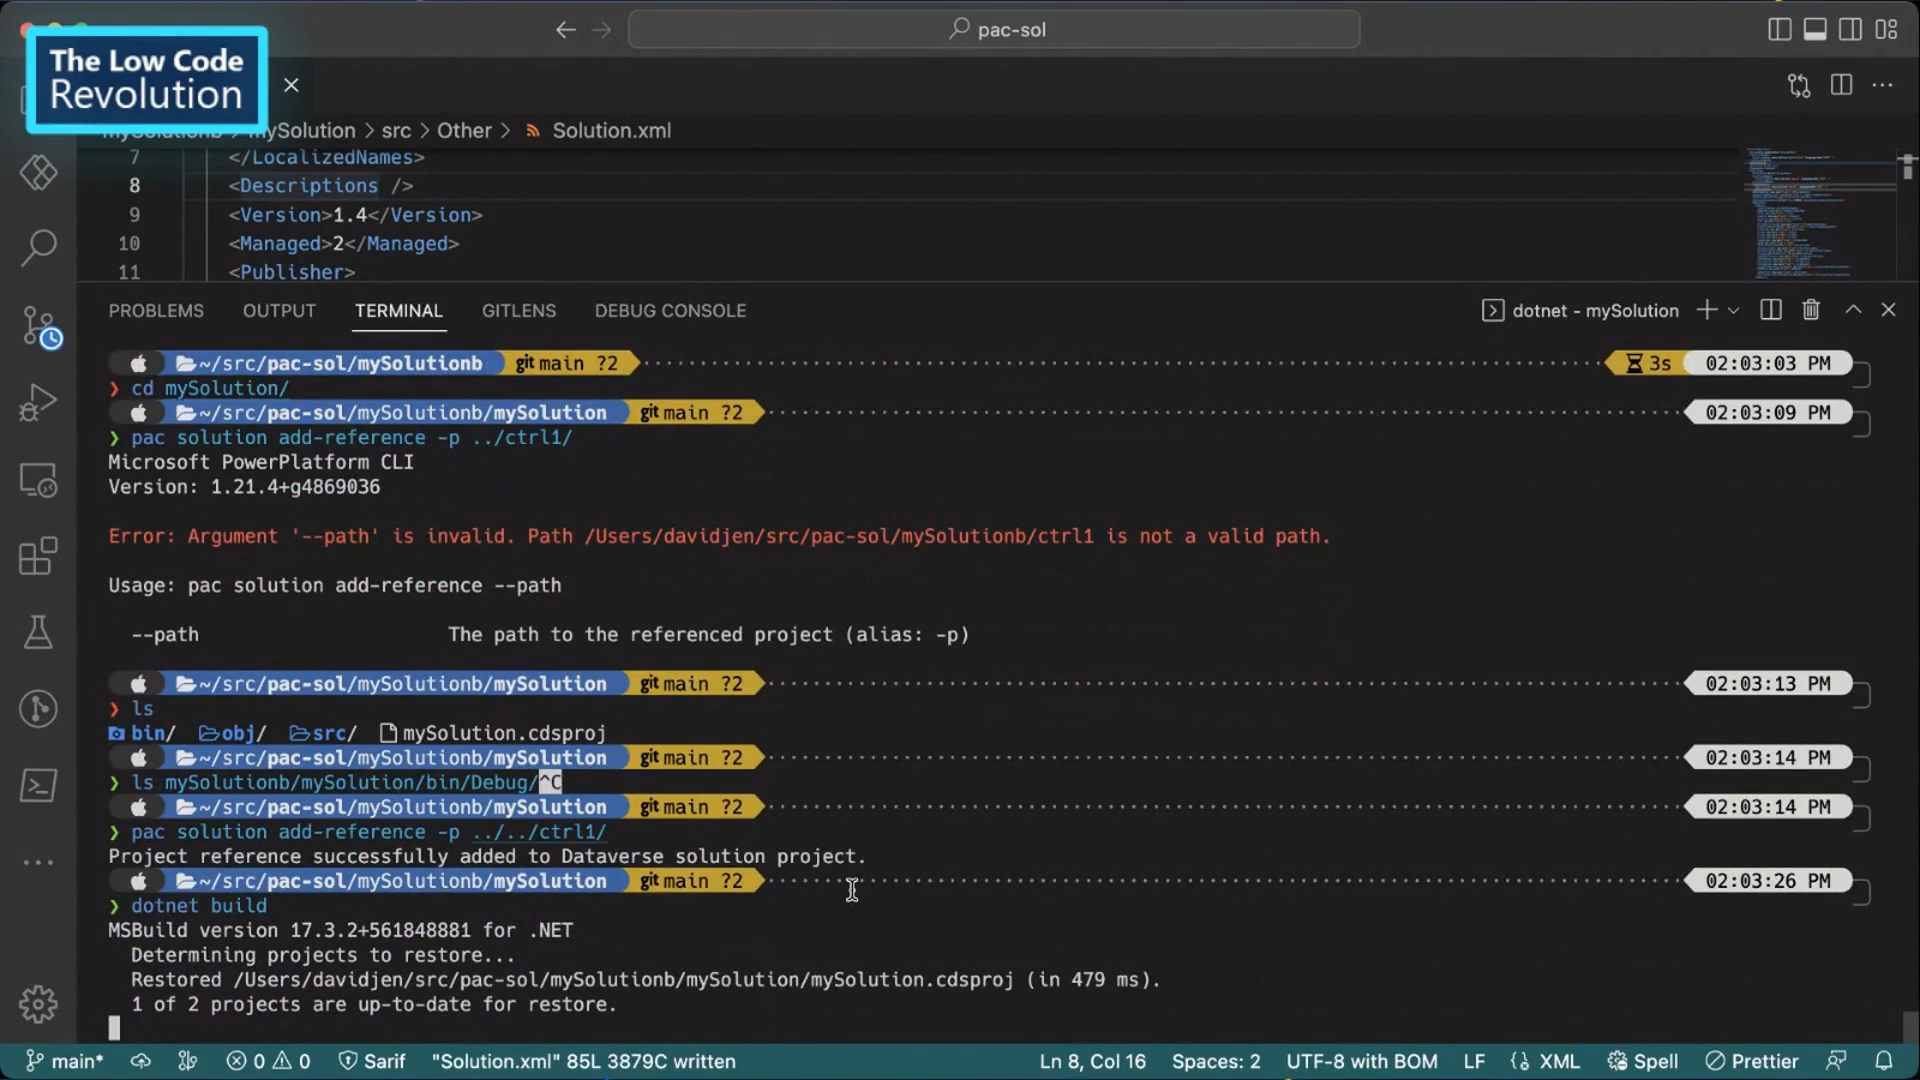 pac-sol
The Low Code
Revolution
mySolutionb > mySolution > src > Other > Solution.xml
7 </LocalizedNames>
8 <Descriptions />
9 <Version>1.4</Version>
10 <Managed>2</Managed>
11 <Publisher>
PROBLEMS OUTPUT TERMINAL GITLENS DEBUG CONSOLE dotnet - mySolution
~/src/pac-sol/mySolutionb git main ?2 3s 02:03:03 PM
❯ cd mySolution/
~/src/pac-sol/mySolutionb/mySolution git main ?2 02:03:09 PM
❯ pac solution add-reference -p ../ctrl1/
Microsoft PowerPlatform CLI
Version: 1.21.4+g4869036
Error: Argument '--path' is invalid. Path /Users/davidjen/src/pac-sol/mySolutionb/ctrl1 is not a valid path.
Usage: pac solution add-reference --path
--path The path to the referenced project (alias: -p)
~/src/pac-sol/mySolutionb/mySolution git main ?2 02:03:13 PM
❯ ls
bin/ obj/ src/ mySolution.cdsproj
~/src/pac-sol/mySolutionb/mySolution git main ?2 02:03:14 PM
❯ ls mySolutionb/mySolution/bin/Debug/^C
~/src/pac-sol/mySolutionb/mySolution git main ?2 02:03:14 PM
❯ pac solution add-reference -p ../../ctrl1/
Project reference successfully added to Dataverse solution project.
~/src/pac-sol/mySolutionb/mySolution git main ?2 02:03:26 PM
❯ dotnet build
MSBuild version 17.3.2+561848881 for .NET
Determining projects to restore...
Restored /Users/davidjen/src/pac-sol/mySolutionb/mySolution/mySolution.cdsproj (in 479 ms).
1 of 2 projects are up-to-date for restore.
main* 0 0 Sarif "Solution.xml" 85L 3879C written Ln 8, Col 16 Spaces: 2 UTF-8 with BOM LF XML Spell Prettier